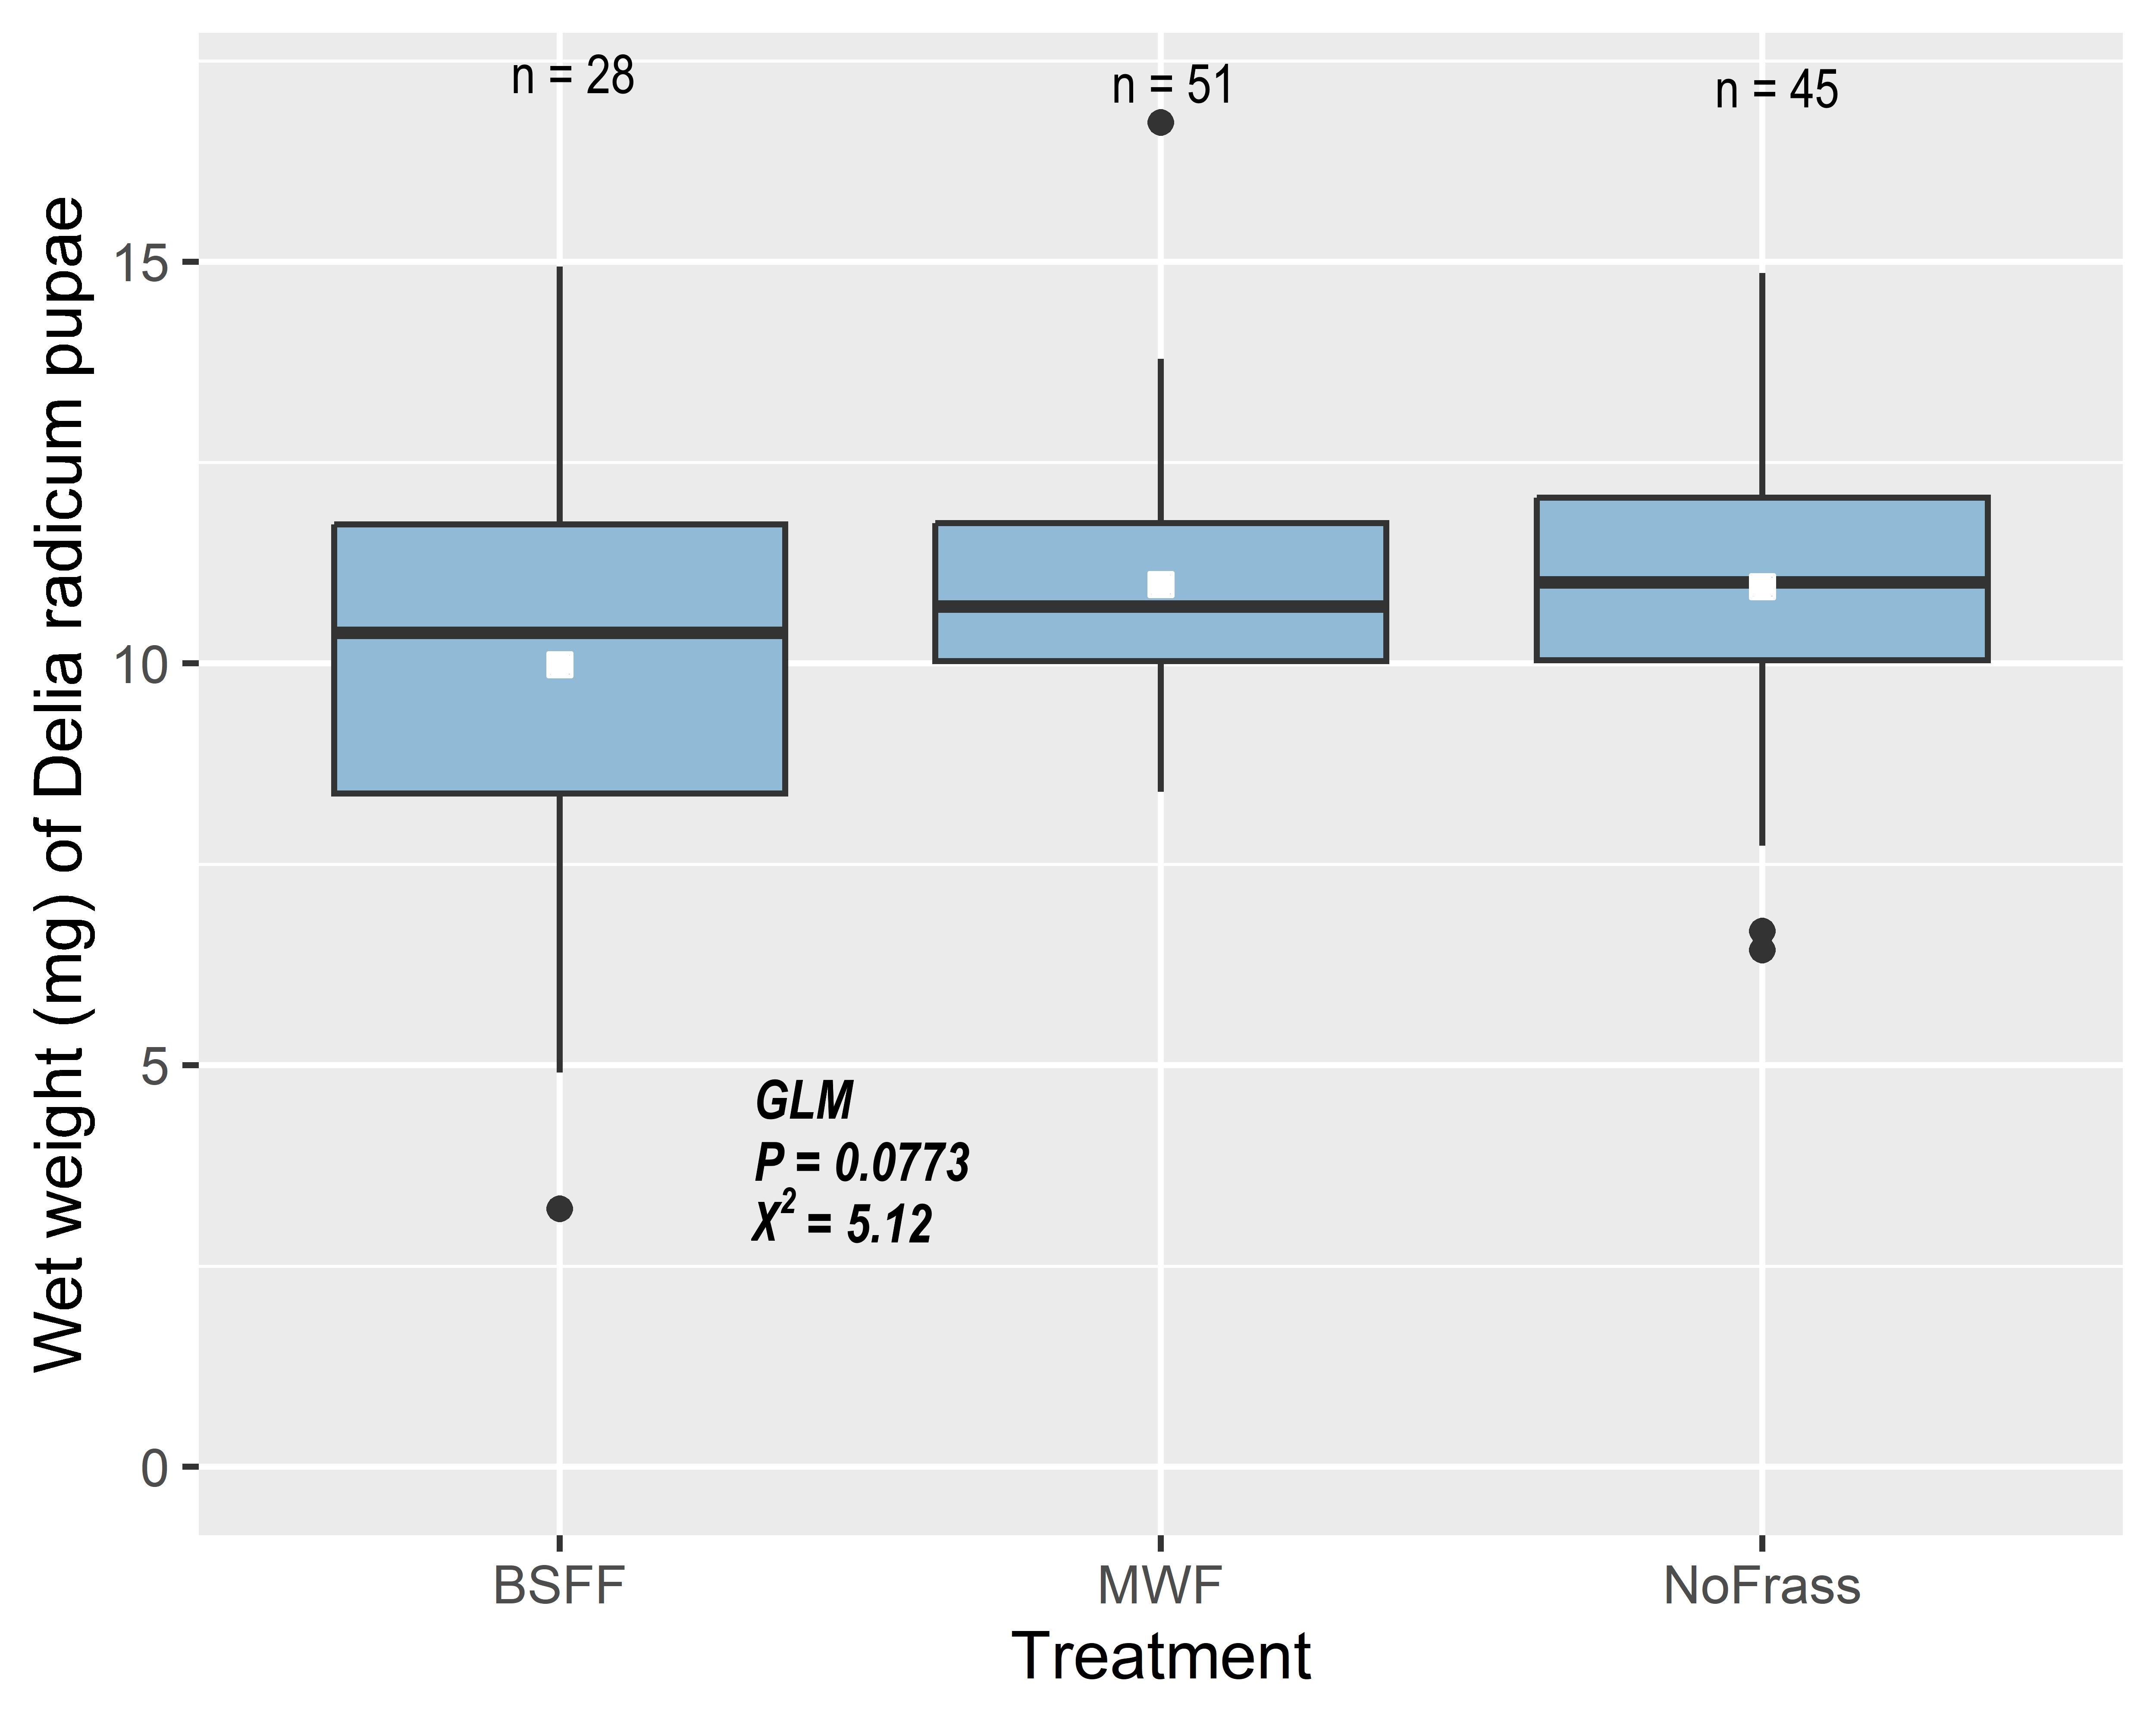 n = 28
n = 51
n = 45
Wet weight (mg) of Delia radicum pupae
15
10
5
0
GLM
P = 0.0773
X² = 5.12
BSFF
MWF
NoFrass
Treatment